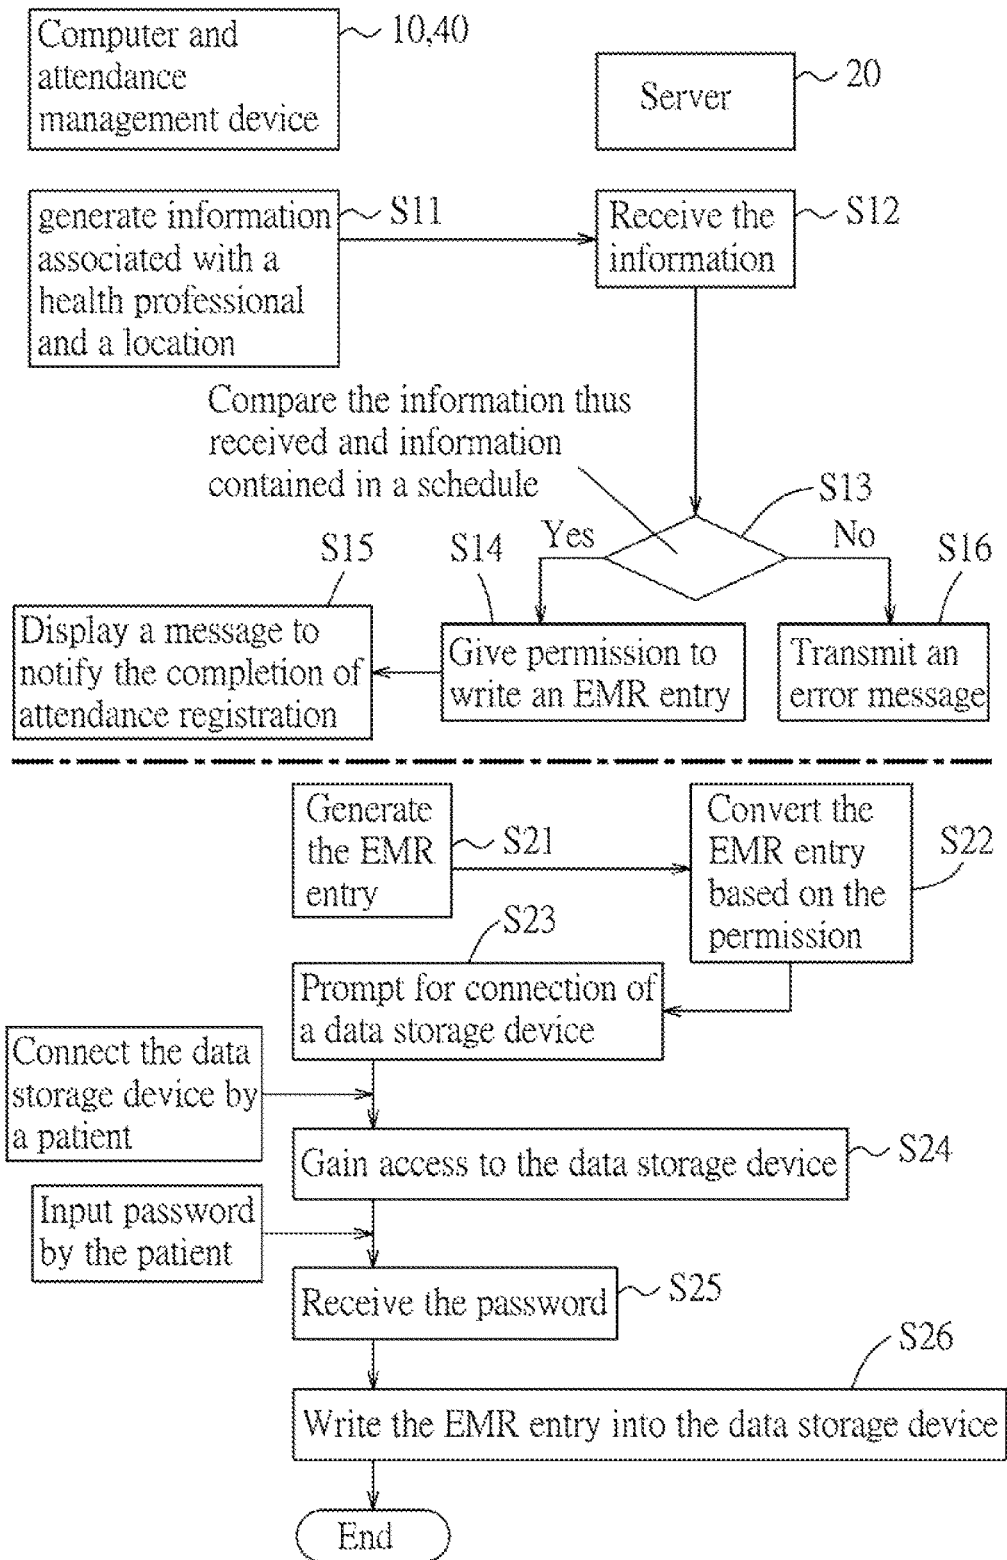 Computer and
attendance
management device
10,40
Server
20
generate information
associated with a
health professional
and a location
S11
Receive the
information
S12
Compare the information thus
received and information
contained in a schedule
S13
Yes
No
S15
S14
S16
Display a message to
notify the completion of
attendance registration
Give permission to
write an EMR entry
Transmit an
error message
Generate
the EMR
entry
S21
Convert the
EMR entry
based on the
permission
S22
S23
Prompt for connection of
a data storage device
Connect the data
storage device by
a patient
Gain access to the data storage device
S24
Input password
by the patient
Receive the password
S25
S26
Write the EMR entry into the data storage device
End